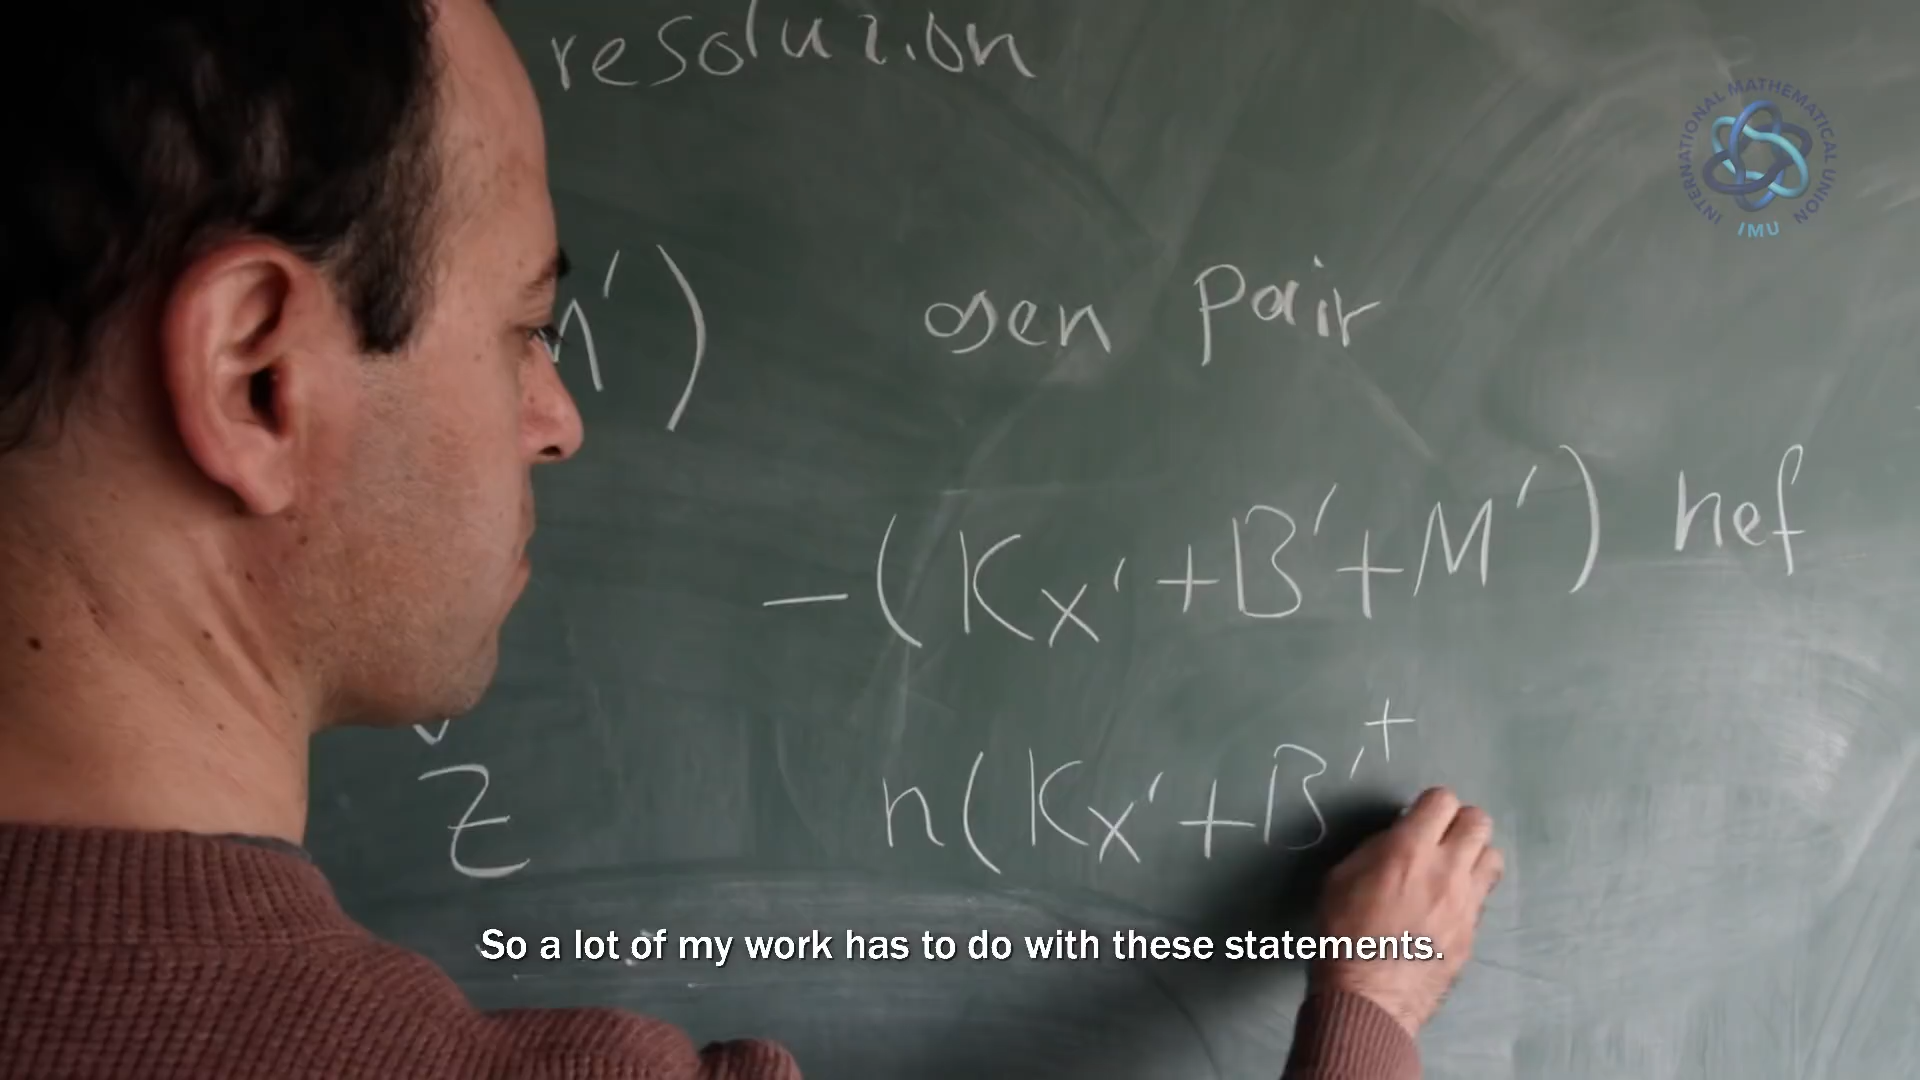 resoluzion
INTERNATIONAL MATHEMATICAL UNION
IMU
′) gen pair
-(Kx′+B′+M′) nef
Z n(Kx′+B′+
So a lot of my work has to do with these statements.